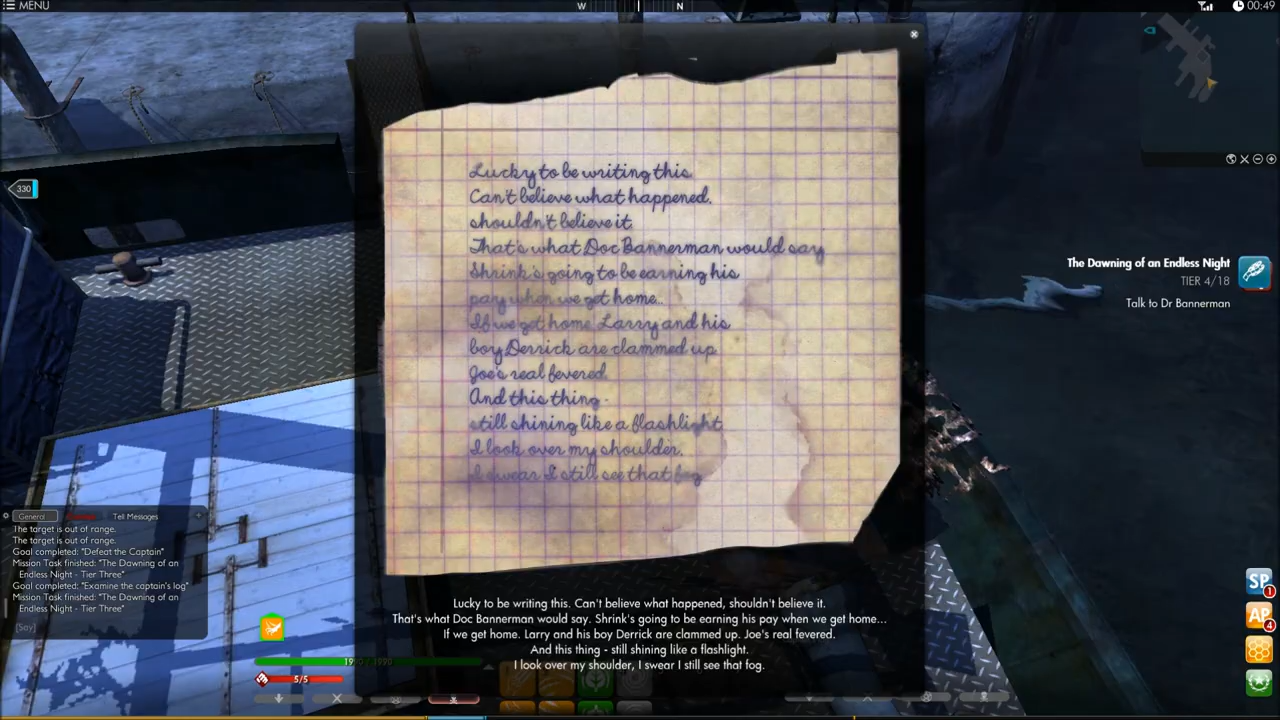 MENU
W
N
00:49
330
Lucky to be writing this
Can't believe what happened,
shouldn't believe it
That's what Doc Bannerman would say
Shrink's going to be earning his
pay when we get home...
If we get home. Larry and his
boy Derrick are clammed up
Joe's real fevered.
And this thing -
still shining like a flashlight
I look over my shoulder,
I swear I still see that fog
The Dawning of an Endless Night
TIER 4/18
Talk to Dr Bannerman
General
Tell Messages
The target is out of range.
The target is out of range.
Goal completed: "Defeat the Captain"
Mission Task finished: "The Dawning of an
Endless Night - Tier Three"
Goal completed: "Examine the captain's log"
Mission Task finished: "The Dawning of an
Endless Night - Tier Three"
[Say]
Lucky to be writing this. Can't believe what happened, shouldn't believe it.
That's what Doc Bannerman would say. Shrink's going to be earning his pay when we get home...
If we get home. Larry and his boy Derrick are clammed up. Joe's real fevered.
And this thing - still shining like a flashlight.
I look over my shoulder, I swear I still see that fog.
5/5
SP
1
AP
4